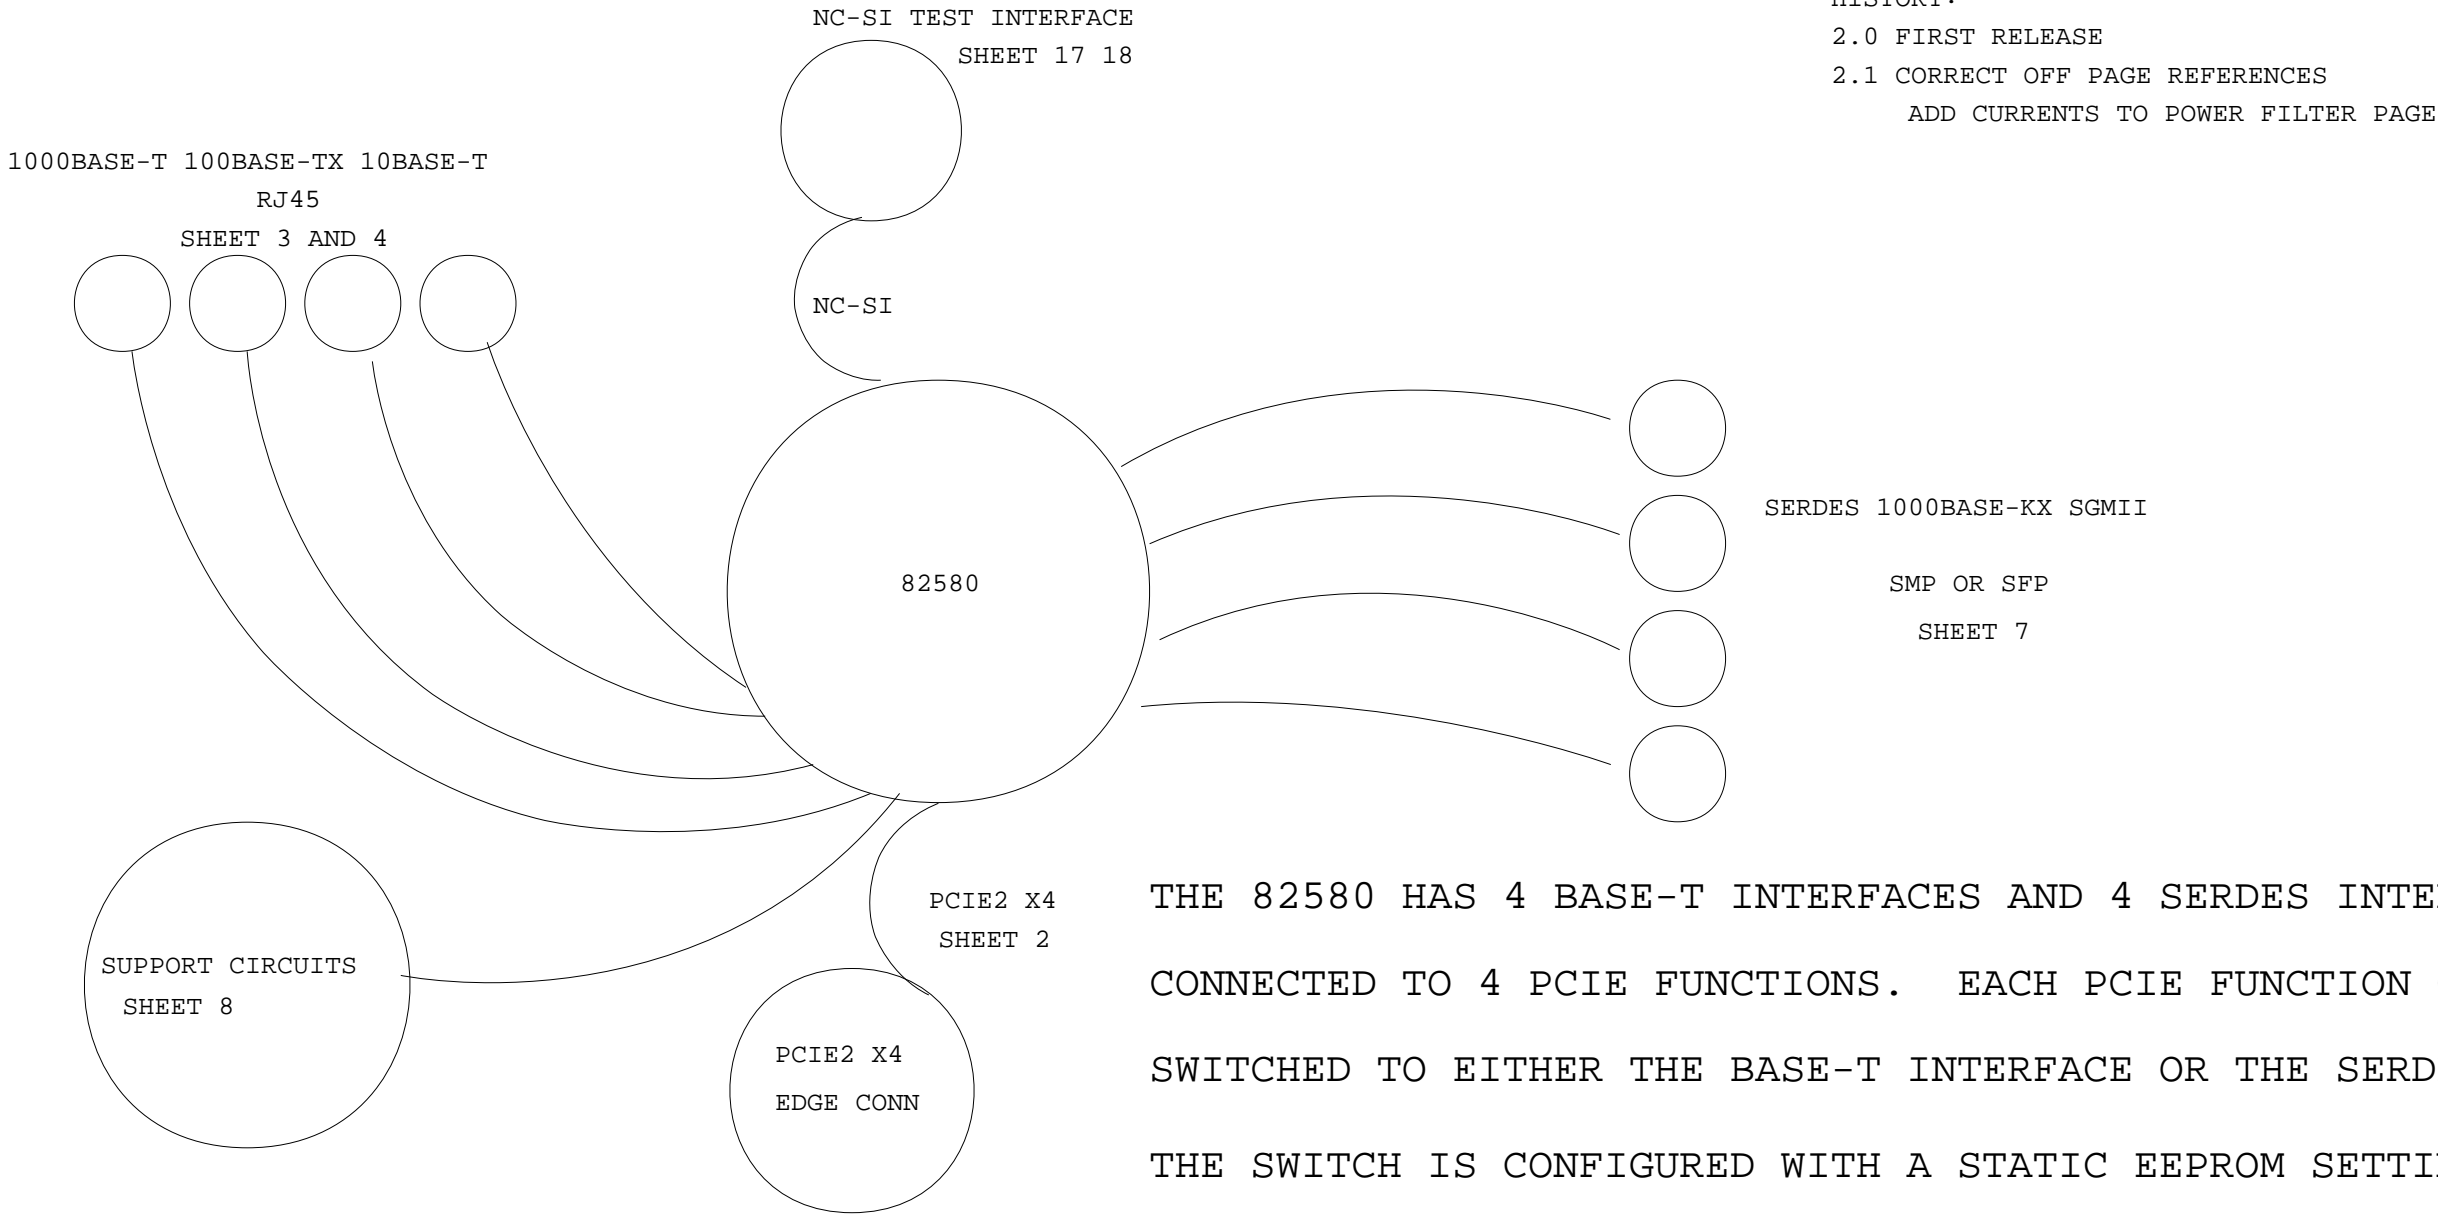 NC-SI TEST INTERFACE
SHEET 17 18
HISTORY:
2.0 FIRST RELEASE
2.1 CORRECT OFF PAGE REFERENCES
ADD CURRENTS TO POWER FILTER PAGE
1000BASE-T 100BASE-TX 10BASE-T
RJ45
SHEET 3 AND 4
NC-SI
82580
SERDES 1000BASE-KX SGMII
SMP OR SFP
SHEET 7
SUPPORT CIRCUITS
SHEET 8
PCIE2 X4
SHEET 2
PCIE2 X4
EDGE CONN
THE 82580 HAS 4 BASE-T INTERFACES AND 4 SERDES
CONNECTED TO 4 PCIE FUNCTIONS. EACH PCIE FUNCTION
SWITCHED TO EITHER THE BASE-T INTERFACE OR THE
THE SWITCH IS CONFIGURED WITH A STATIC EEPROM